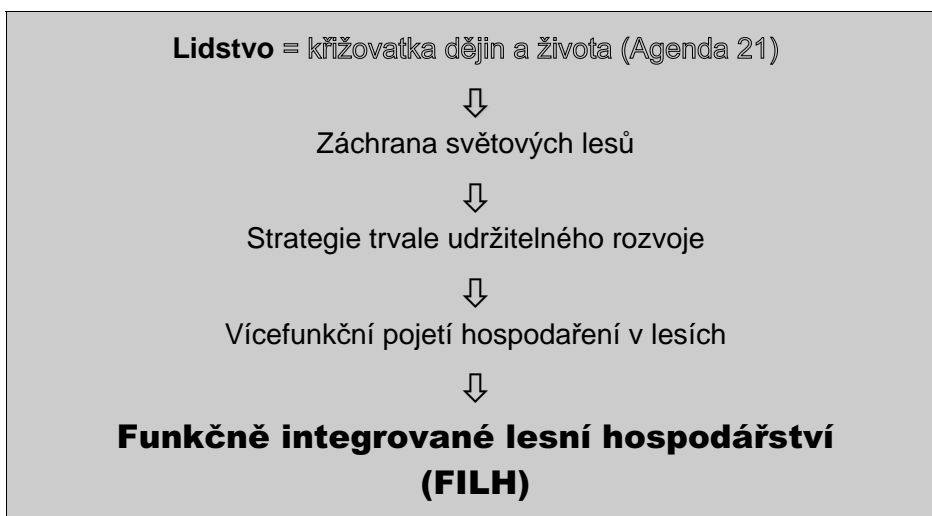 Lidstvo = křižovatka dějin a života (Agenda 21)
⇩
Záchrana světových lesů
⇩
Strategie trvale udržitelného rozvoje
⇩
Vícefunkční pojetí hospodaření v lesích
⇩
Funkčně integrované lesní hospodářství
(FILH)